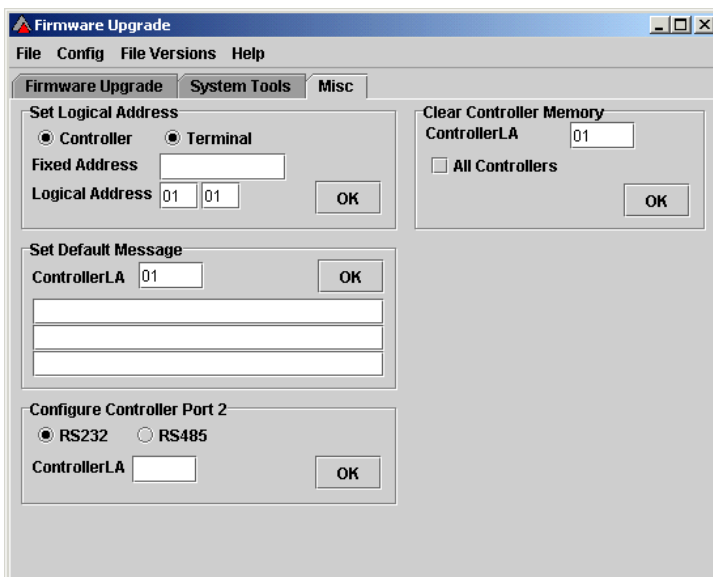 Firmware Upgrade
File Config File Versions Help
Firmware Upgrade System Tools Misc
Set Logical Address
Controller Terminal
Fixed Address
Logical Address 01 01 OK
Clear Controller Memory
ControllerLA 01
All Controllers
OK
Set Default Message
ControllerLA 01 OK
Configure Controller Port 2
RS232 RS485
ControllerLA OK